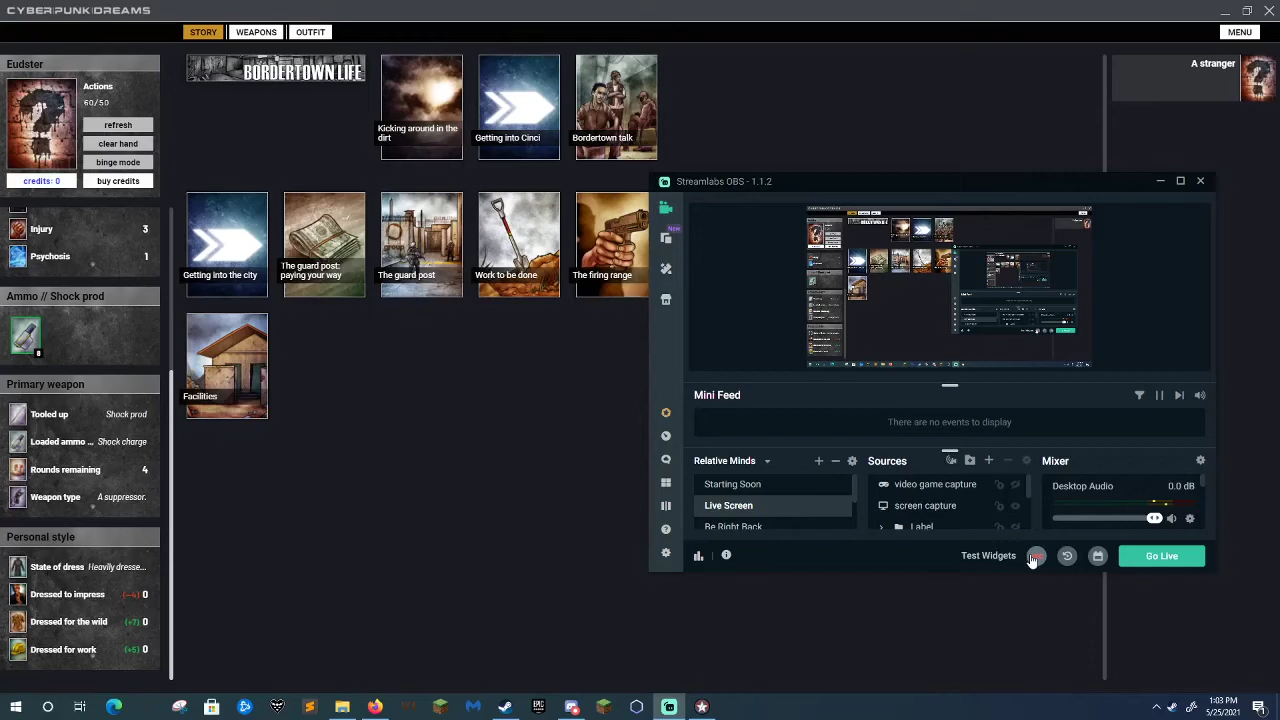 CYBER|PUNK|DREAMS
STORY
WEAPONS
OUTFIT
MENU
Eudster
Actions
60/50
refresh
clear hand
binge mode
credits: 0
buy credits
Injury
3
Psychosis
1
Ammo // Shock prod
8
Primary weapon
Tooled up
Shock prod
Loaded ammo ...
Shock charge
Rounds remaining
4
Weapon type
A suppressor.
Personal style
State of dress
Heavily dresse...
Dressed to impress
(−4) 0
Dressed for the wild
(+7) 0
Dressed for work
(+5) 0
BORDERTOWN LIFE
Kicking around in the
dirt
Getting into Cinci
Bordertown talk
Getting into the city
The guard post:
paying your way
The guard post
Work to be done
The firing range
Facilities
A stranger
Streamlabs OBS - 1.1.2
New
Mini Feed
There are no events to display
Relative Minds
Starting Soon
Live Screen
Be Right Back
Sources
video game capture
screen capture
Label
Mixer
Desktop Audio
0.0 dB
Test Widgets
Go Live
1:03 PM
5/25/2021